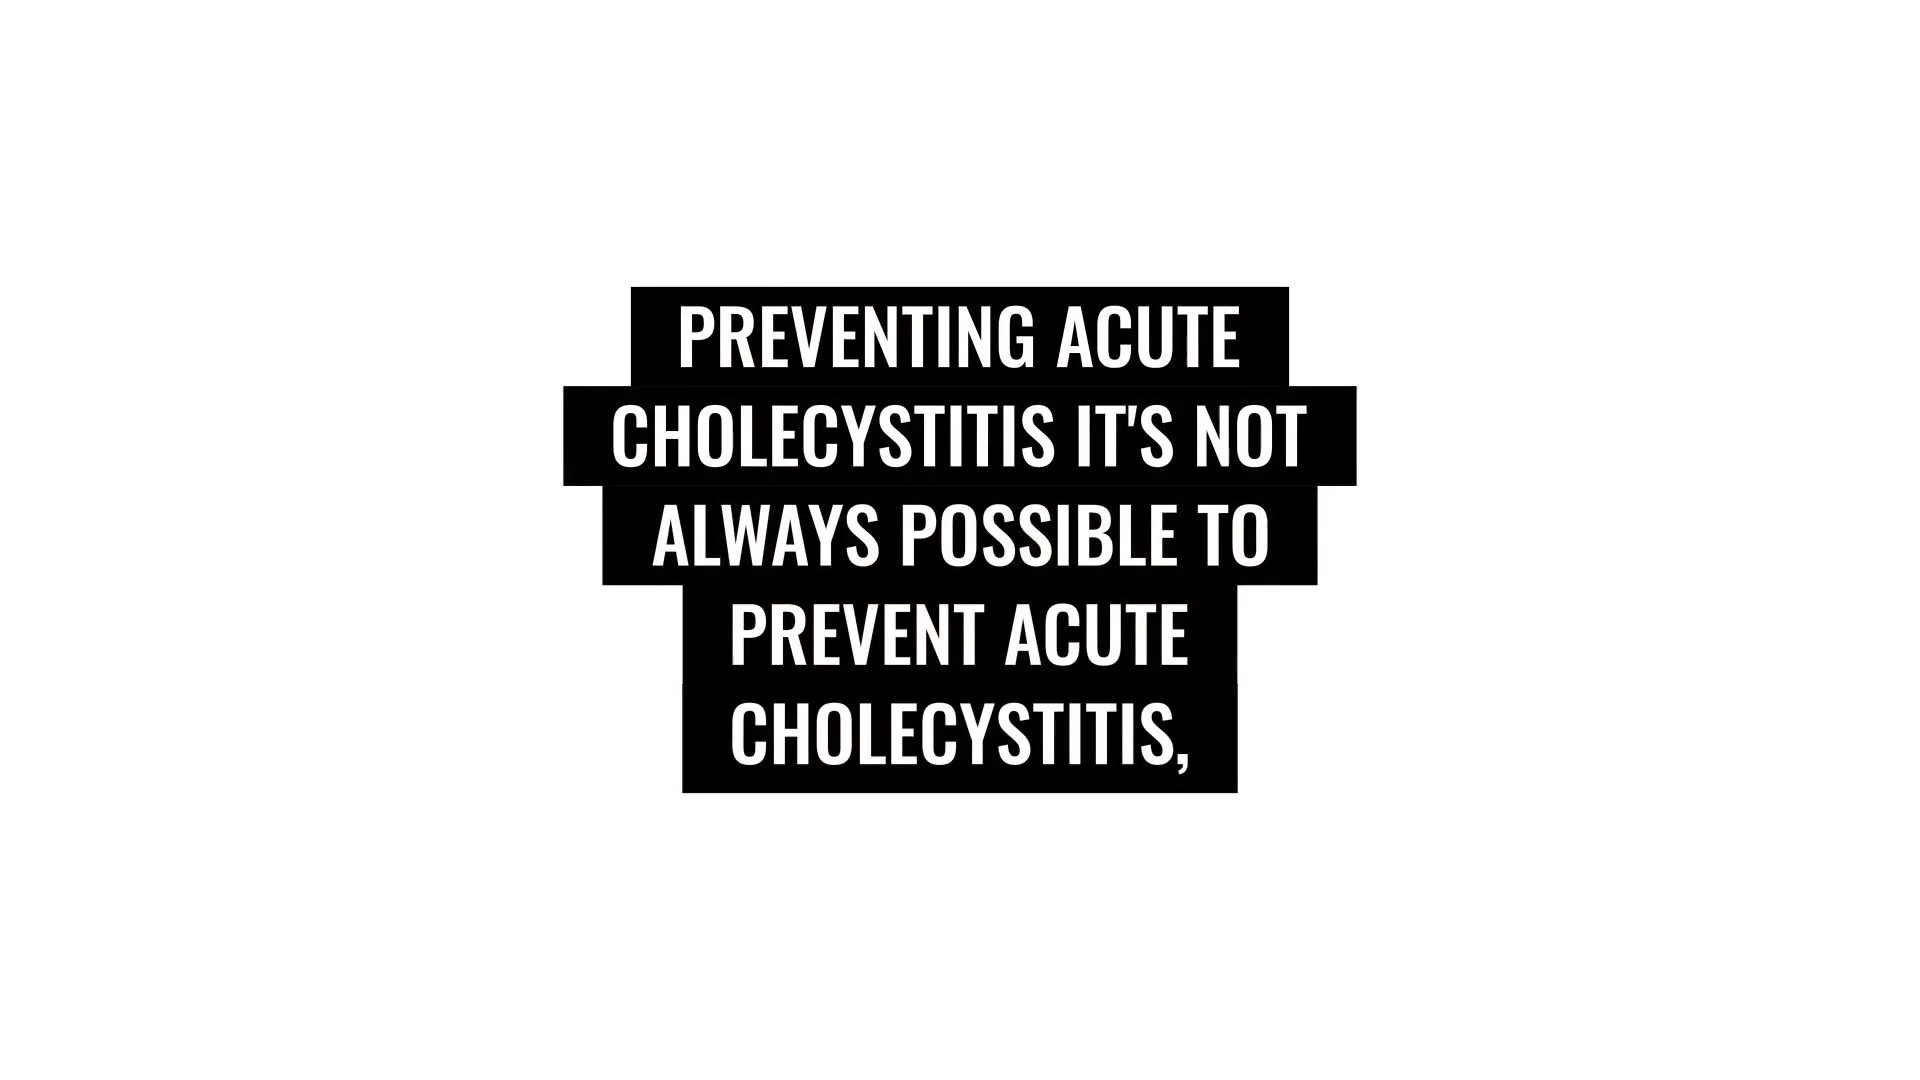 PREVENTING ACUTE
CHOLECYSTITIS IT'S NOT
ALWAYS POSSIBLE TO
PREVENT ACUTE
CHOLECYSTITIS,